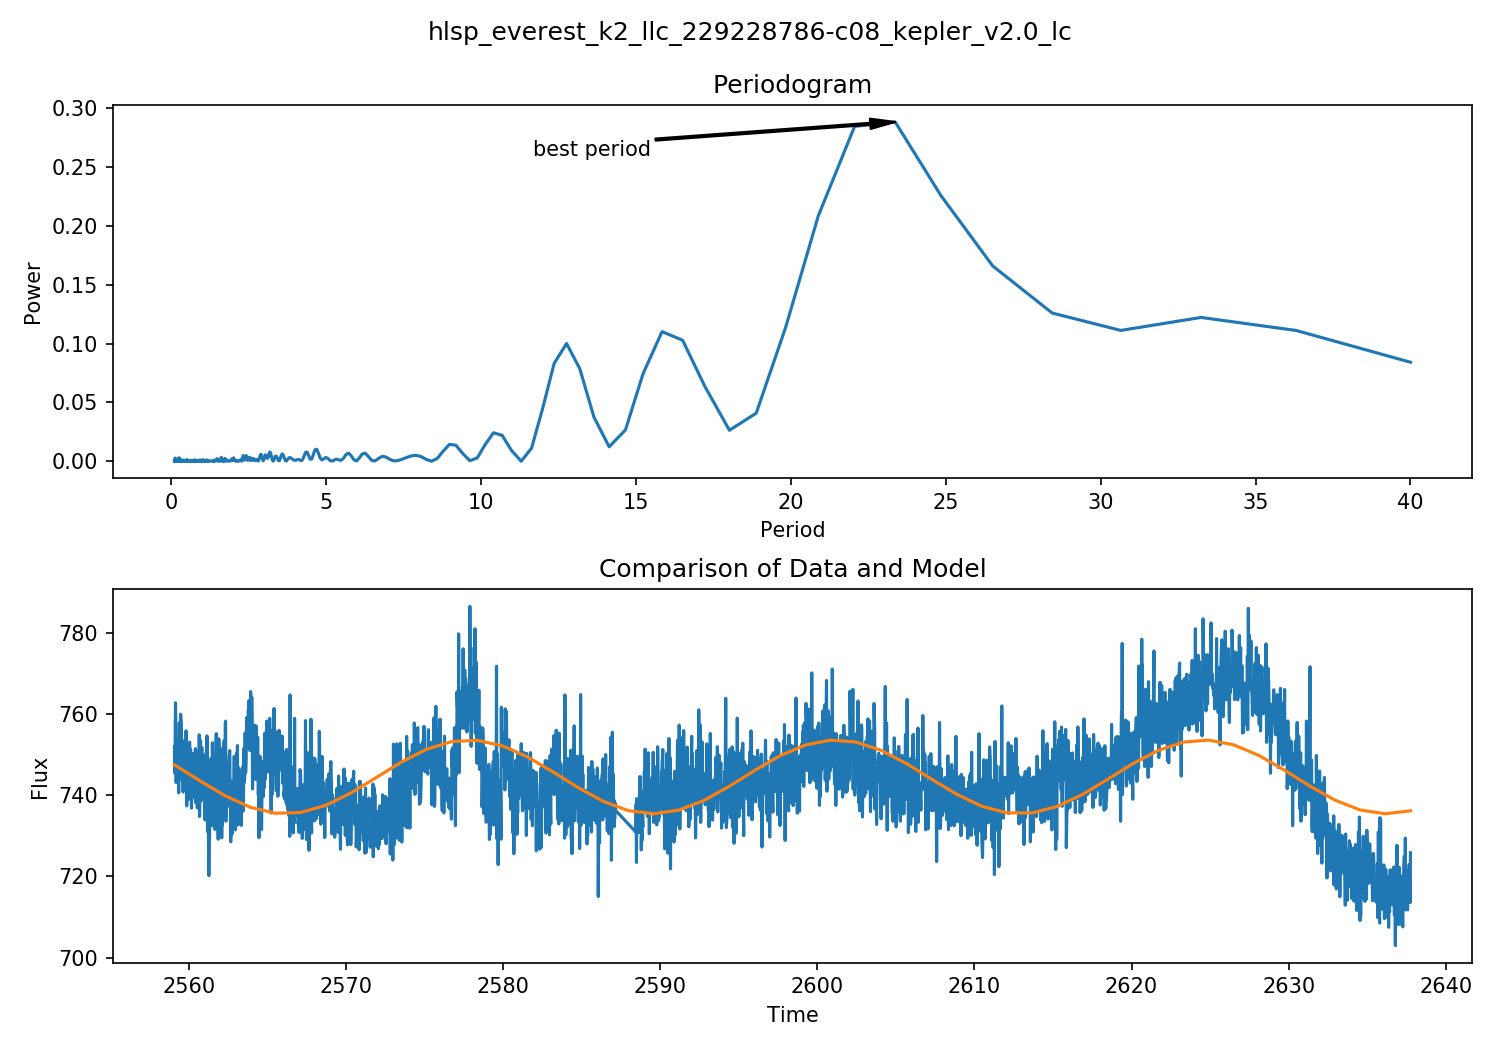 hlsp_everest_k2_llc_229228786-c08_kepler_v2.0_lc
Periodogram
0.30
0.25
0.20
0.15
0.10
0.05
0.00
Power
best period
0 5 10 15 20 25 30 35 40
Period
Comparison of Data and Model
780
760
740
720
700
Flux
2560 2570 2580 2590 2600 2610 2620 2630 2640
Time